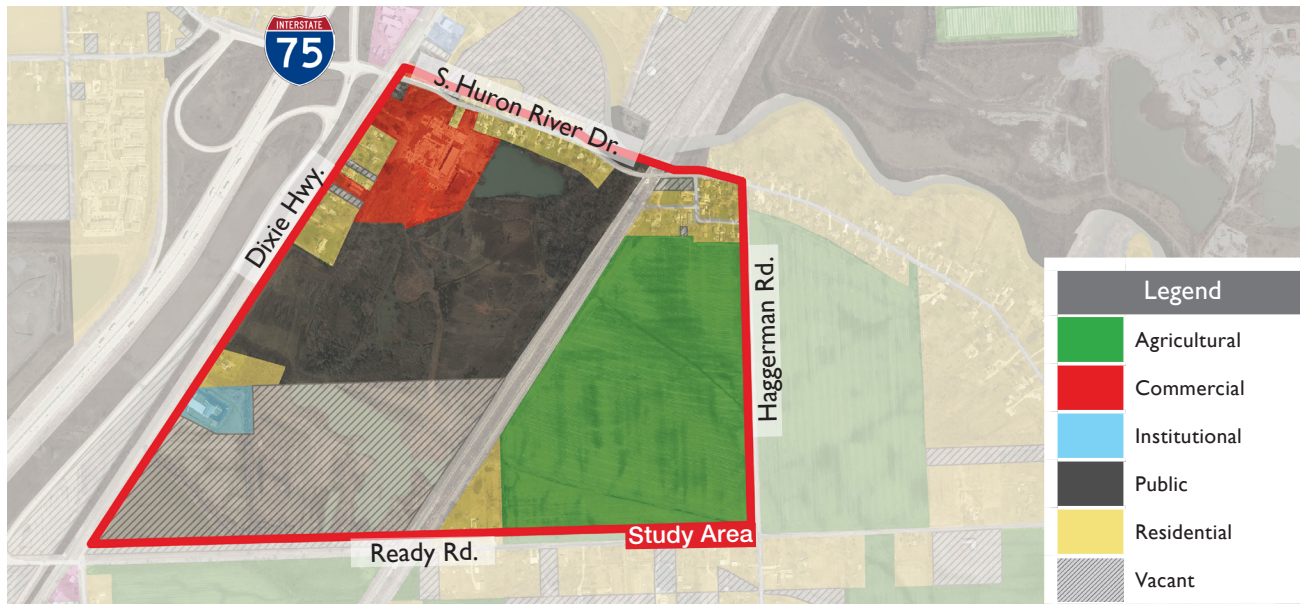 INTERSTATE
75
S. Huron River Dr.
Dixie Hwy.
Haggerman Rd.
Ready Rd.
Study Area
Legend
Agricultural
Commercial
Institutional
Public
Residential
Vacant